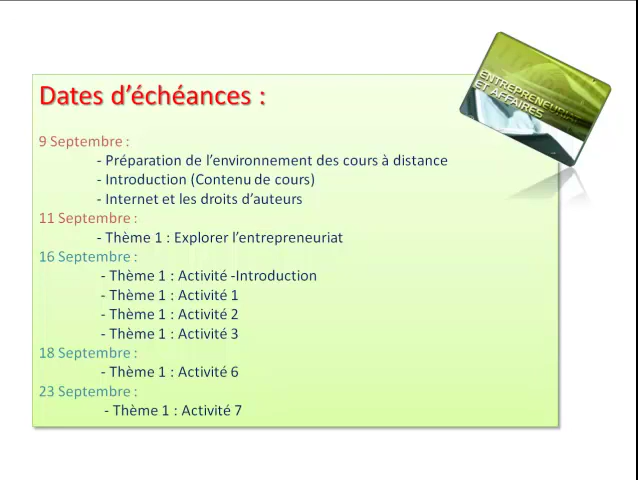 Dates d'échéances :
ENTREPRENEURIAT
ET AFFAIRES
9 Septembre :
- Préparation de l'environnement des cours à distance
- Introduction (Contenu de cours)
- Internet et les droits d'auteurs
11 Septembre :
- Thème 1 : Explorer l'entrepreneuriat
16 Septembre :
- Thème 1 : Activité -Introduction
- Thème 1 : Activité 1
- Thème 1 : Activité 2
- Thème 1 : Activité 3
18 Septembre :
- Thème 1 : Activité 6
23 Septembre :
- Thème 1 : Activité 7